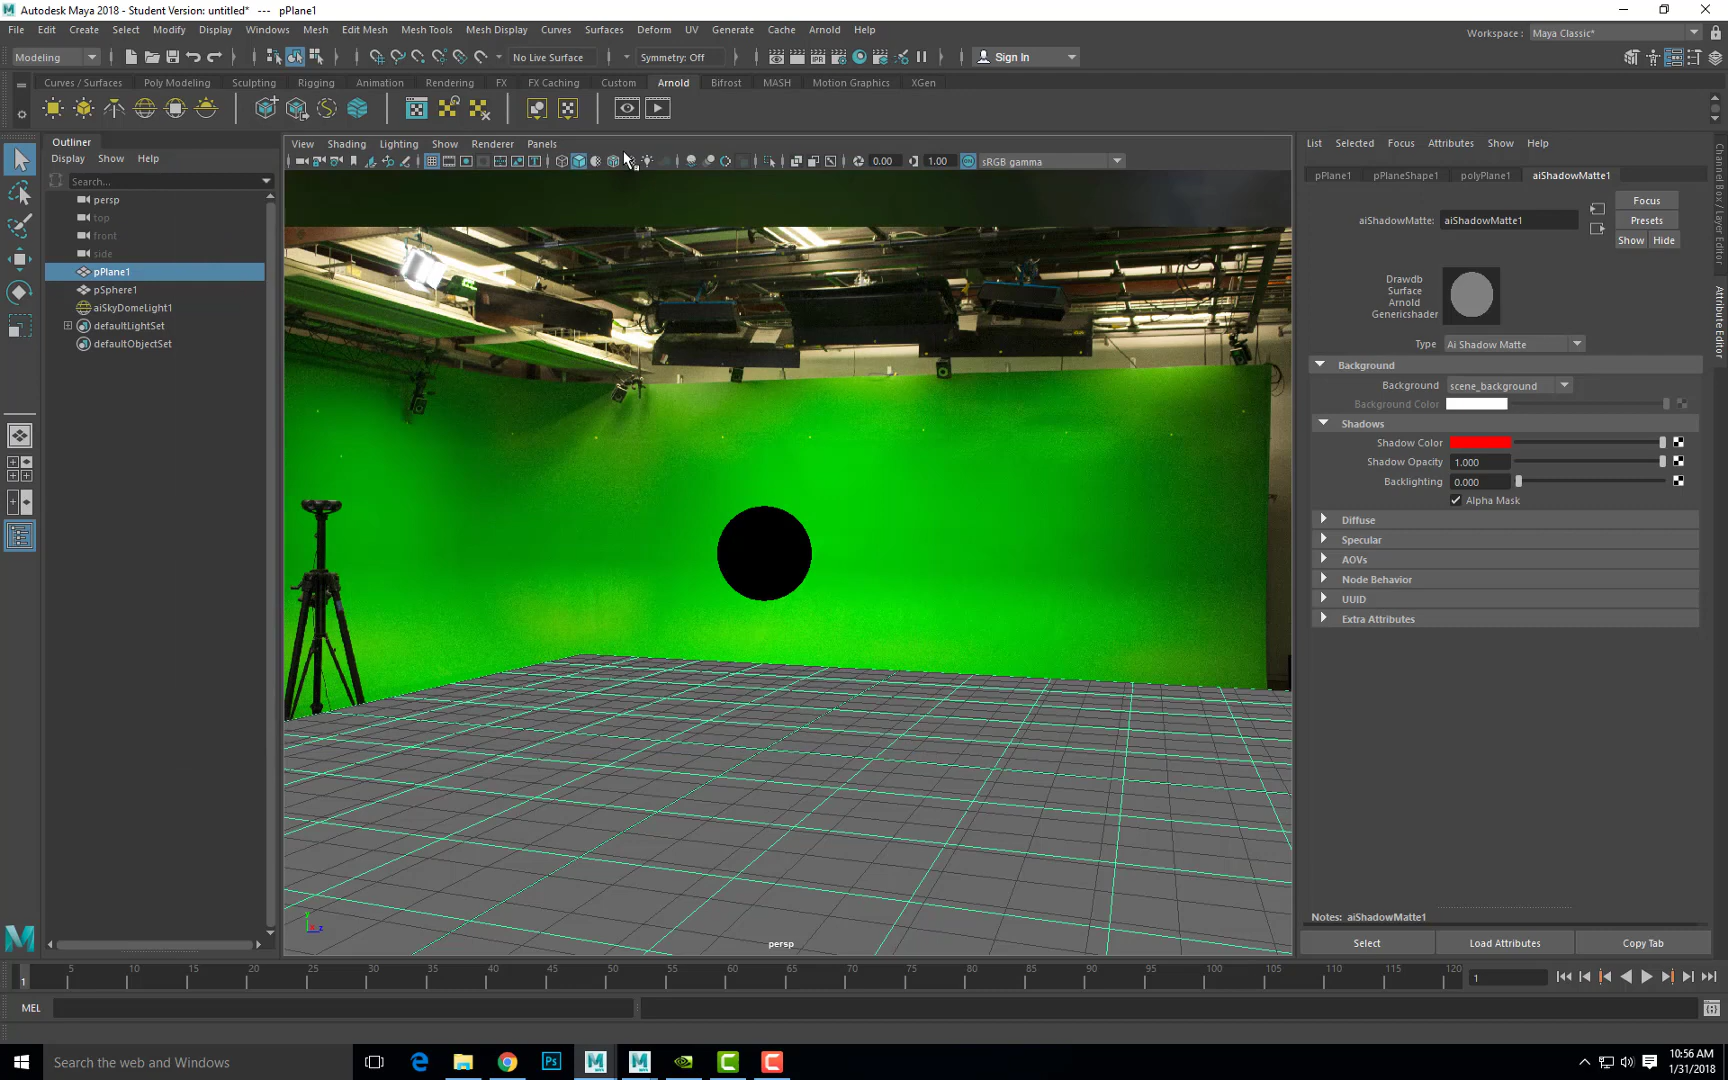 Autodesk Maya 2018 - Student Version: untitled* --- pPlane1
File Edit Create Select Modify Display Windows Mesh Edit Mesh Mesh Tools Mesh Display Curves Surfaces Deform UV Generate Cache Arnold Help
Workspace : Maya Classic*
Modeling
No Live Surface
Symmetry: Off
Sign In
Curves / Surfaces Poly Modeling Sculpting Rigging Animation Rendering FX FX Caching Custom Arnold Bifrost MASH Motion Graphics XGen
Outliner
Display Show Help
Search...
persp
top
front
side
pPlane1
pSphere1
aiSkyDomeLight1
defaultLightSet
defaultObjectSet
View Shading Lighting Show Renderer Panels
0.00 1.00 ON sRGB gamma
persp
List Selected Focus Attributes Show Help
pPlane1 pPlaneShape1 polyPlane1 aiShadowMatte1
aiShadowMatte: aiShadowMatte1
Focus
Presets
Show Hide
Drawdb
Surface
Arnold
Genericshader
Type Ai Shadow Matte
Background
Background scene_background
Background Color
Shadows
Shadow Color
Shadow Opacity 1.000
Backlighting 0.000
Alpha Mask
Diffuse
Specular
AOVs
Node Behavior
UUID
Extra Attributes
Notes: aiShadowMatte1
Select Load Attributes Copy Tab
Channel Box / Layer Editor
Attribute Editor
1 5 10 15 20 25 30 35 40 45 50 55 60 65 70 75 80 85 90 95 100 105 110 115 120
1
MEL
Search the web and Windows
10:56 AM
1/31/2018